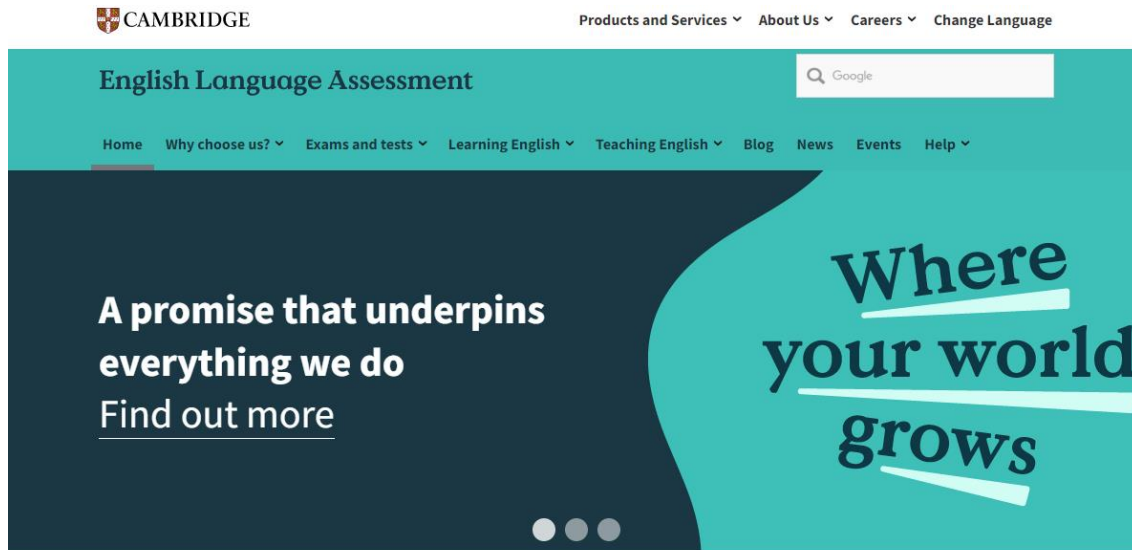 CAMBRIDGE
Products and Services About Us Careers Change Language
English Language Assessment
Google
Home Why choose us? Exams and tests Learning English Teaching English Blog News Events Help
A promise that underpins
everything we do
Find out more
Where
your world
grows